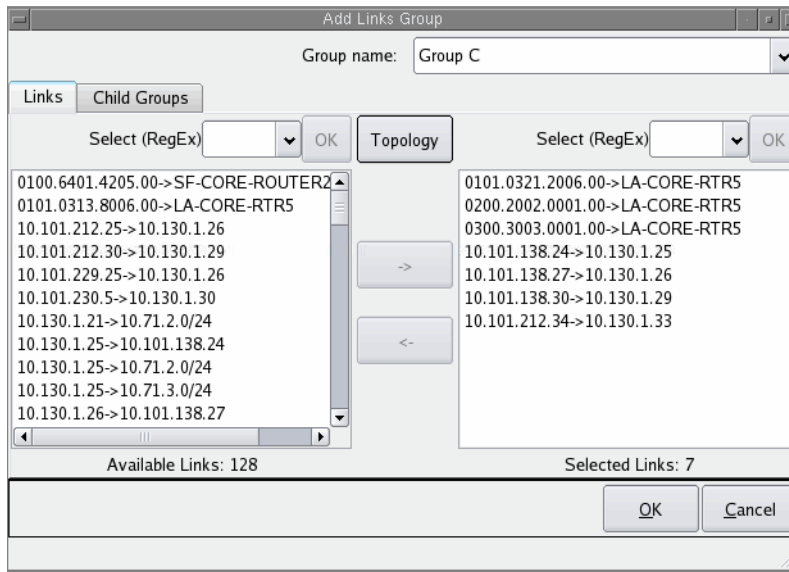 Add Links Group
Group name: Group C
Links Child Groups
Select (RegEx) OK Topology Select (RegEx) OK
0100.6401.4205.00->SF-CORE-ROUTER2
0101.0313.8006.00->LA-CORE-RTR5
10.101.212.25->10.130.1.26
10.101.212.30->10.130.1.29
10.101.229.25->10.130.1.26
10.101.230.5->10.130.1.30
10.130.1.21->10.71.2.0/24
10.130.1.25->10.101.138.24
10.130.1.25->10.71.2.0/24
10.130.1.25->10.71.3.0/24
10.130.1.26->10.101.138.27
Available Links: 128
->
<-
0101.0321.2006.00->LA-CORE-RTR5
0200.2002.0001.00->LA-CORE-RTR5
0300.3003.0001.00->LA-CORE-RTR5
10.101.138.24->10.130.1.25
10.101.138.27->10.130.1.26
10.101.138.30->10.130.1.29
10.101.212.34->10.130.1.33
Selected Links: 7
OK Cancel